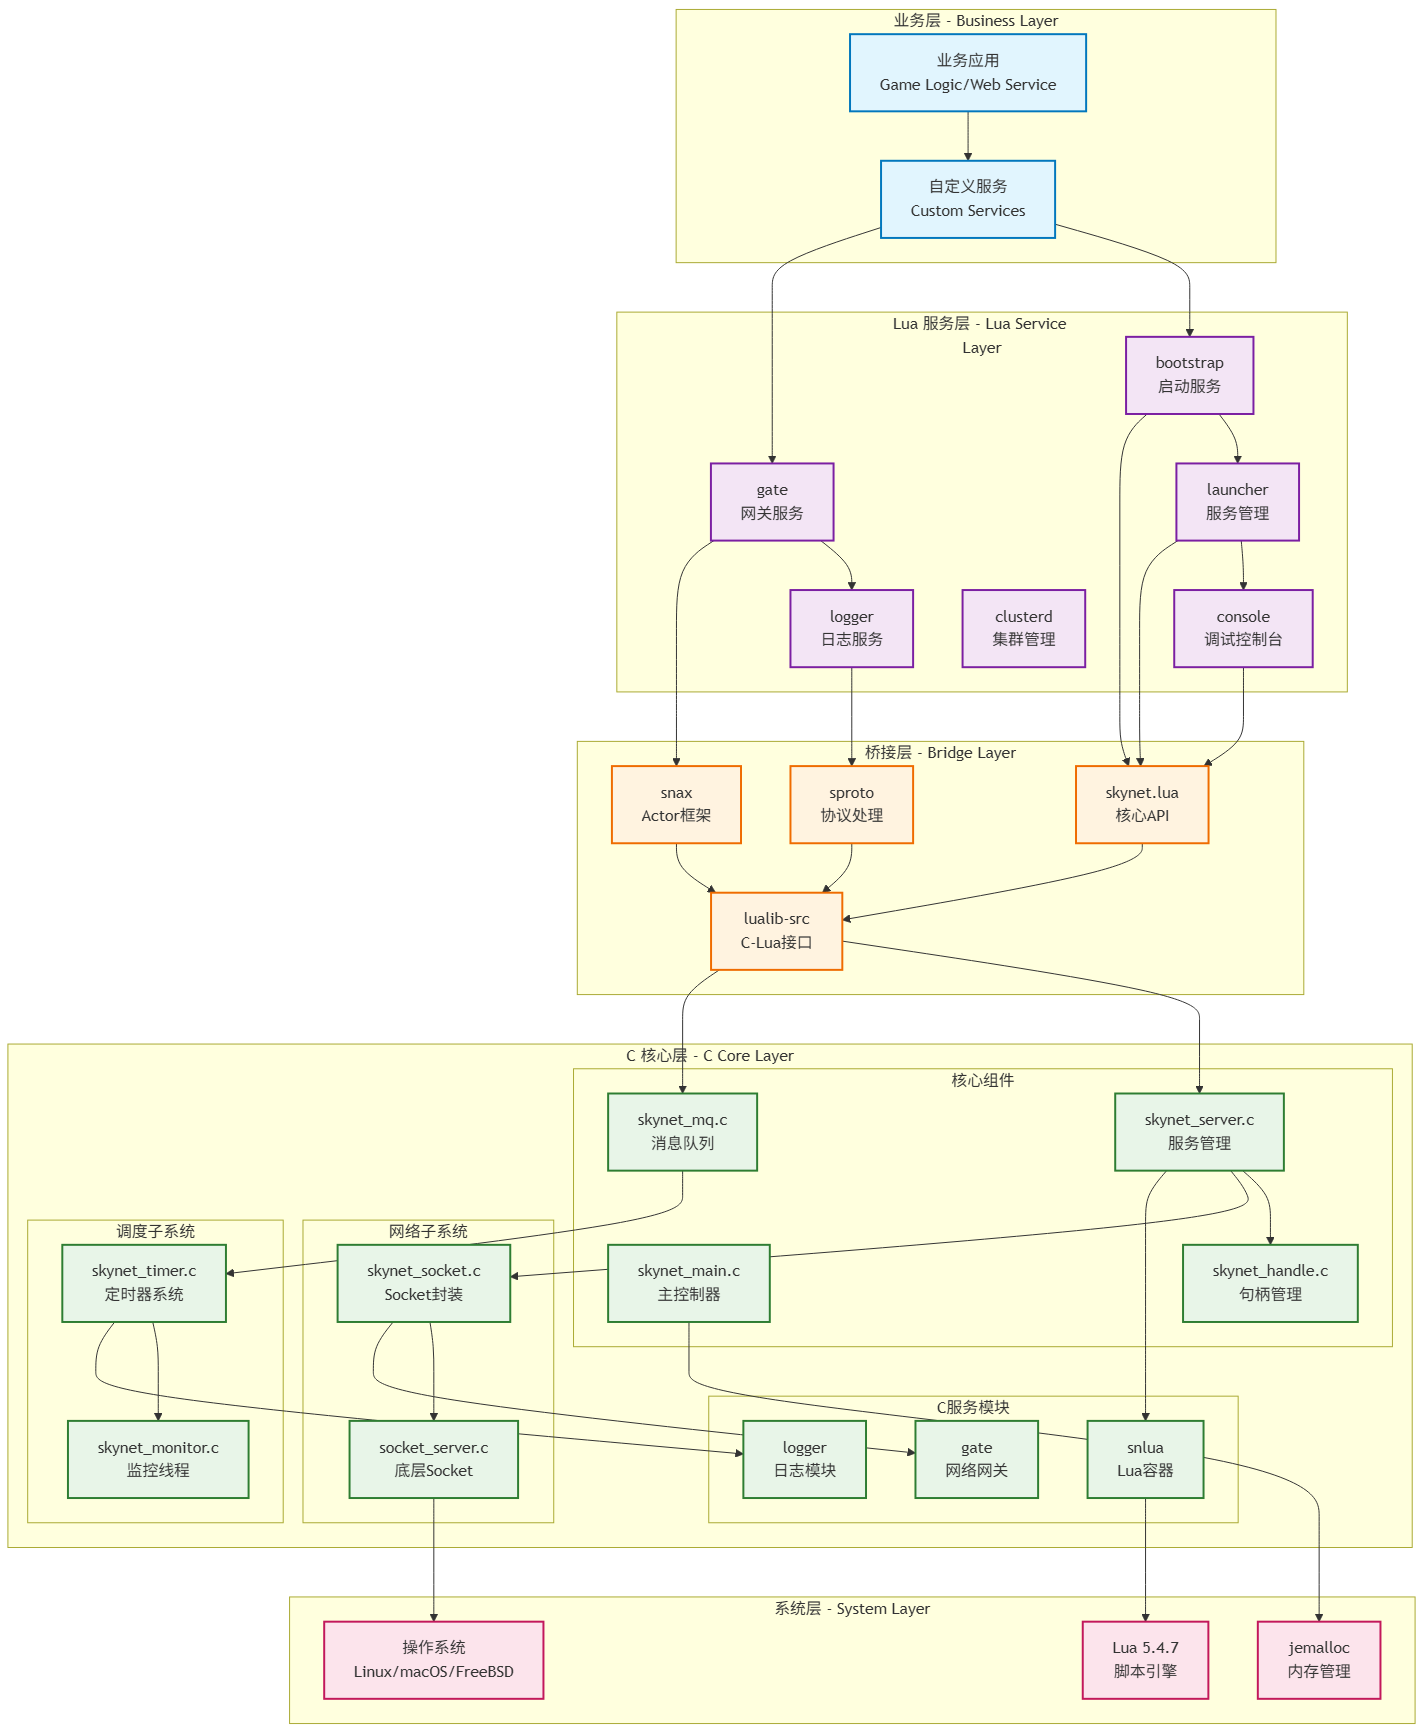 业务层 - Business Layer
业务应用
Game Logic/Web Service
自定义服务
Custom Services
Lua 服务层 - Lua Service
Layer
bootstrap
启动服务
gate
网关服务
launcher
服务管理
logger
日志服务
clusterd
集群管理
console
调试控制台
桥接层 - Bridge Layer
snax
Actor框架
sproto
协议处理
skynet.lua
核心API
lualib-src
C-Lua接口
C 核心层 - C Core Layer
核心组件
skynet_mq.c
消息队列
skynet_server.c
服务管理
调度子系统
网络子系统
skynet_timer.c
定时器系统
skynet_socket.c
Socket封装
skynet_main.c
主控制器
skynet_handle.c
句柄管理
C服务模块
skynet_monitor.c
监控线程
socket_server.c
底层Socket
logger
日志模块
gate
网络网关
snlua
Lua容器
系统层 - System Layer
操作系统
Linux/macOS/FreeBSD
Lua 5.4.7
脚本引擎
jemalloc
内存管理